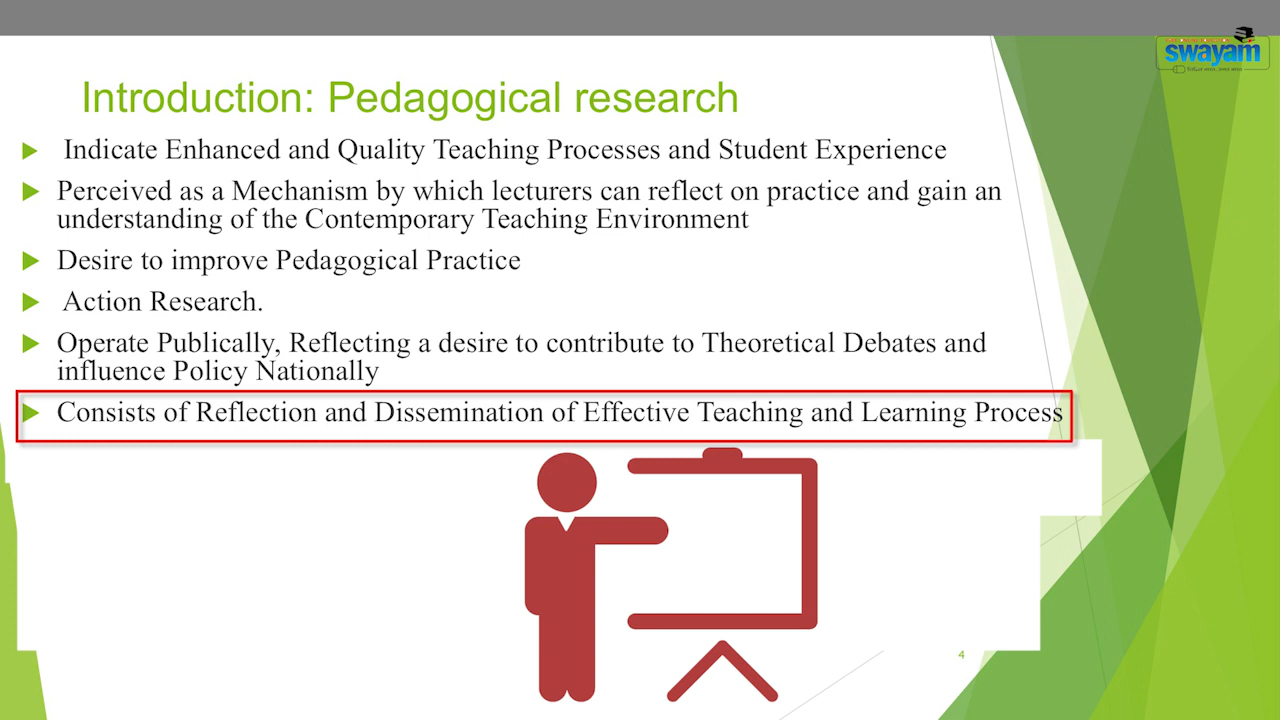 swayam
Introduction: Pedagogical research
Indicate Enhanced and Quality Teaching Processes and Student Experience
Perceived as a Mechanism by which lecturers can reflect on practice and gain an
understanding of the Contemporary Teaching Environment
Desire to improve Pedagogical Practice
Action Research.
Operate Publically, Reflecting a desire to contribute to Theoretical Debates and
influence Policy Nationally
Consists of Reflection and Dissemination of Effective Teaching and Learning Process
4